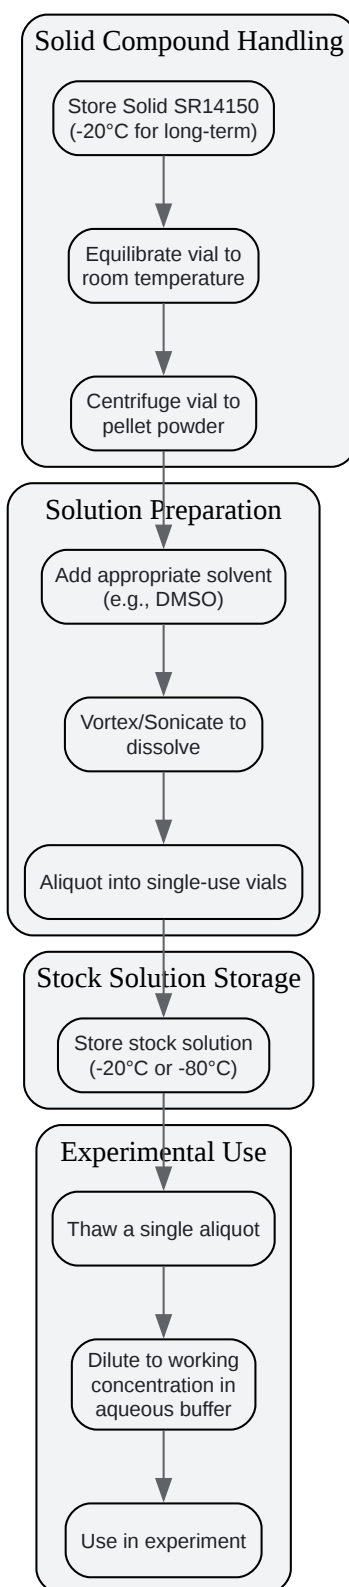 Solid Compound Handling
Store Solid SR14150
(-20°C for long-term)
Equilibrate vial to
room temperature
Centrifuge vial to
pellet powder
Solution Preparation
Add appropriate solvent
(e.g., DMSO)
Vortex/Sonicate to
dissolve
Aliquot into single-use vials
Stock Solution Storage
Store stock solution
(-20°C or -80°C)
Experimental Use
Thaw a single aliquot
Dilute to working
concentration in
aqueous buffer
Use in experiment